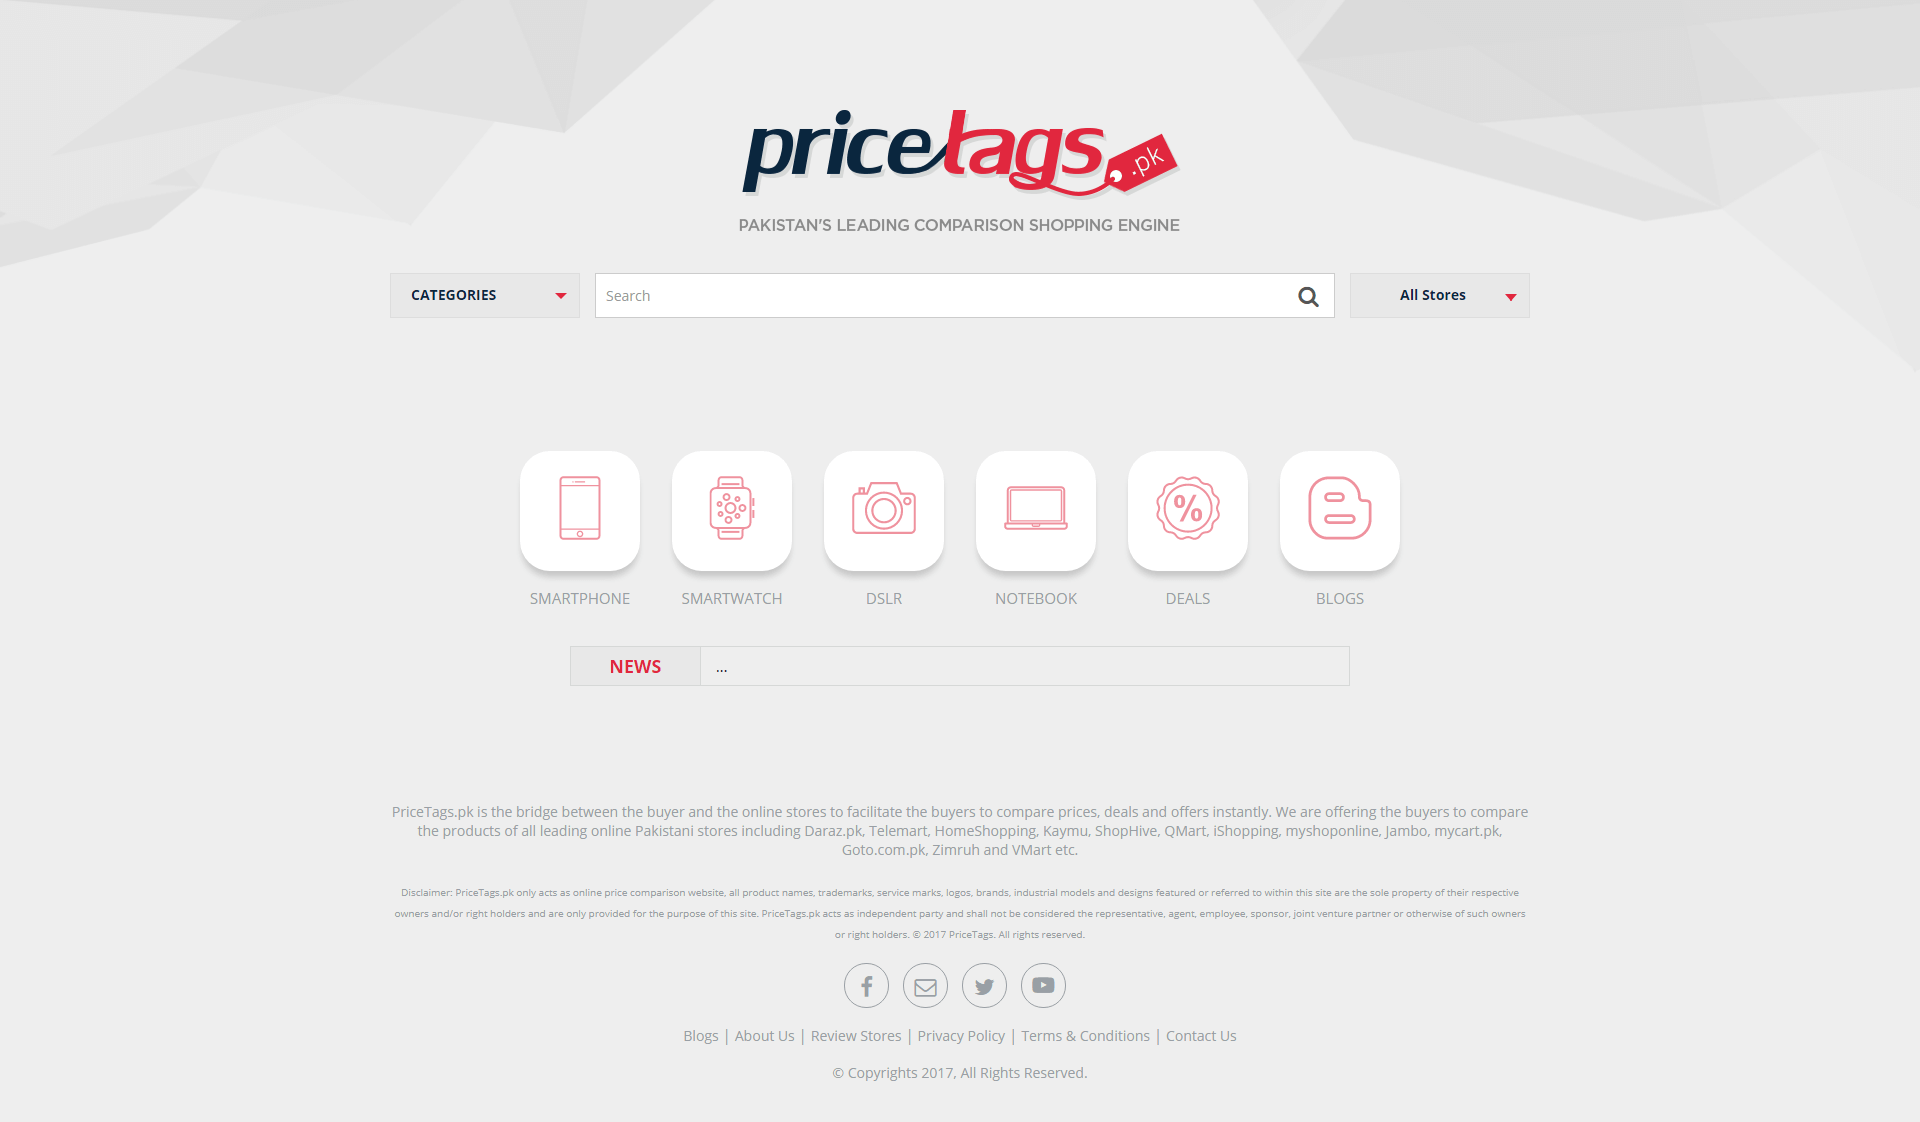 pricetags.pk
PAKISTAN'S LEADING COMPARISON SHOPPING ENGINE
CATEGORIES
Search
All Stores
%
SMARTPHONE
SMARTWATCH
DSLR
NOTEBOOK
DEALS
BLOGS
NEWS
...
PriceTags.pk is the bridge between the buyer and the online stores to facilitate the buyers to compare prices, deals and offers instantly. We are offering the buyers to compare
the products of all leading online Pakistani stores including Daraz.pk, Telemart, HomeShopping, Kaymu, ShopHive, QMart, iShopping, myshoponline, Jambo, mycart.pk,
Goto.com.pk, Zimruh and VMart etc.
Disclaimer: PriceTags.pk only acts as online price comparison website, all product names, trademarks, service marks, logos, brands, industrial models and designs featured or referred to within this site are the sole property of their respective
owners and/or right holders and are only provided for the purpose of this site. PriceTags.pk acts as independent party and shall not be considered the representative, agent, employee, sponsor, joint venture partner or otherwise of such owners
or right holders. © 2017 PriceTags. All rights reserved.
Blogs | About Us | Review Stores | Privacy Policy | Terms & Conditions | Contact Us
© Copyrights 2017, All Rights Reserved.